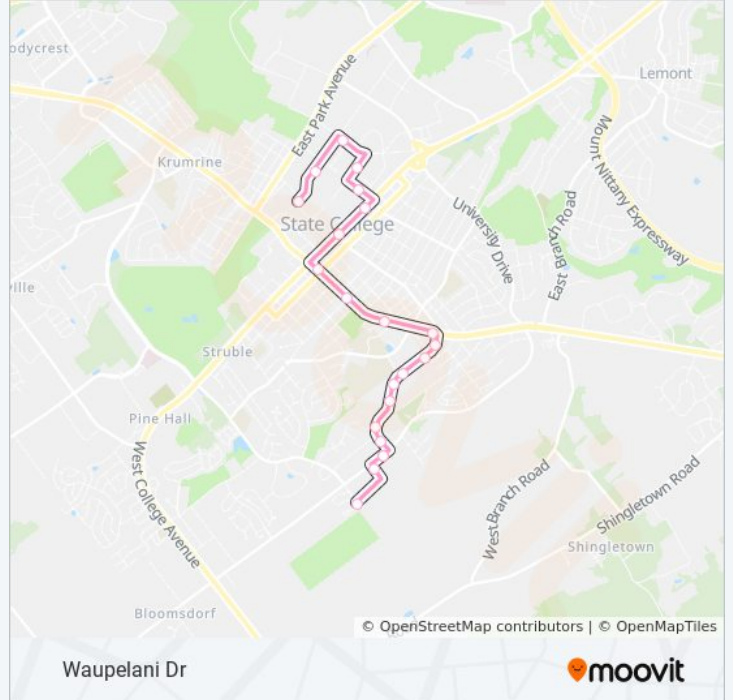 odycrest
Lemont
East Park Avenue
Krumrine
Mount Nittany Expressway
State College
University Drive
East Branch Road
ville
Struble
Pine Hall
West College Avenue
West Branch Road
Shingletown Road
Shingletown
Bloomsdorf
© OpenStreetMap contributors | © OpenMapTiles
Waupelani Dr
moovit